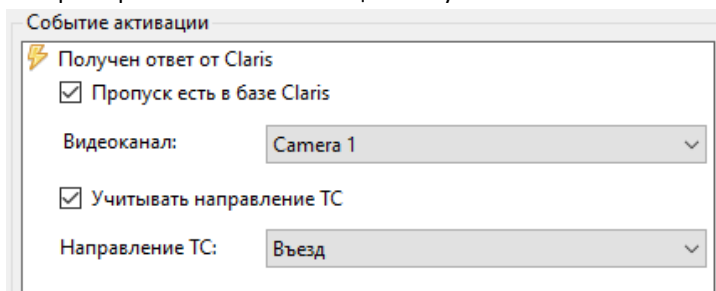 Событие активации
Получен ответ от Claris
Пропуск есть в базе Claris
Видеоканал: Camera 1
Учитывать направление ТС
Направление ТС: Въезд